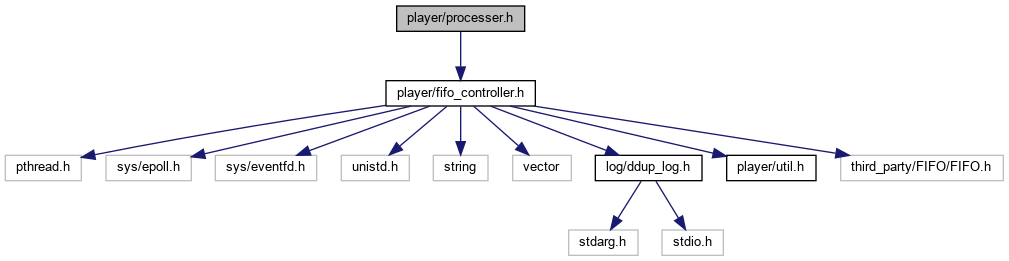 player/processer.h
player/fifo_controller.h
pthread.h
sys/epoll.h
sys/eventfd.h
unistd.h
string
vector
log/ddup_log.h
player/util.h
third_party/FIFO/FIFO.h
stdarg.h
stdio.h